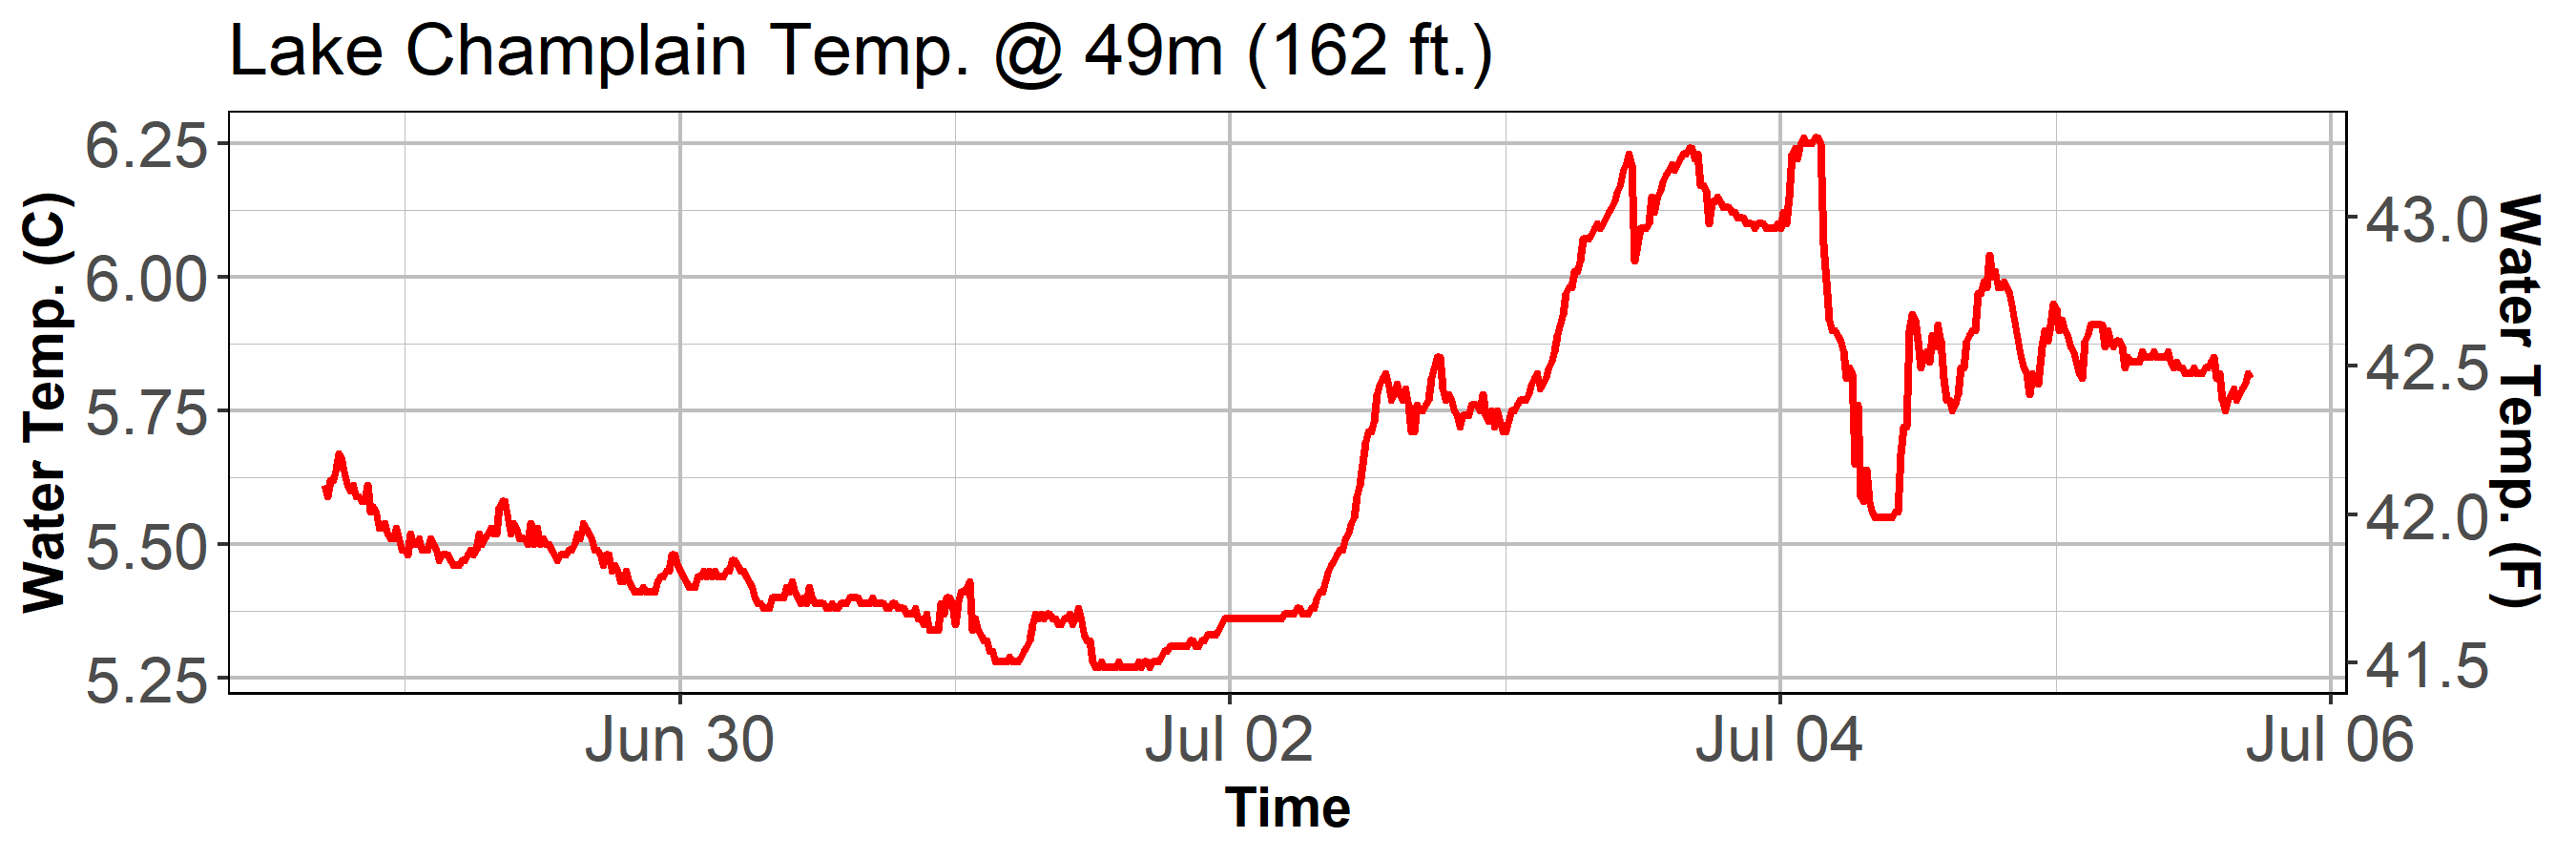 Lake Champlain Temp. @ 49m (162 ft.)
Water Temp. (C)
6.25
6.00
5.75
5.50
5.25
43.0
42.5
42.0
41.5
Water Temp. (F)
Jun 30
Jul 02
Jul 04
Jul 06
Time